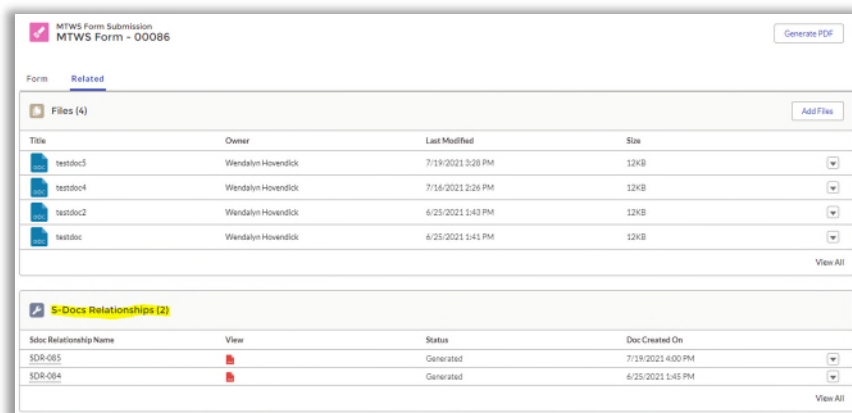 MTWS Form Submission
MTWS Form - 00086
Generate PDF
Form Related
Files (4)
Add Files
Title Owner Last Modified Size
DOC testdoc5 Wendalyn Hovendick 7/19/2021 3:28 PM 12KB
DOC testdoc4 Wendalyn Hovendick 7/16/2021 2:26 PM 12KB
DOC testdoc2 Wendalyn Hovendick 6/25/2021 1:43 PM 12KB
DOC testdoc Wendalyn Hovendick 6/25/2021 1:41 PM 12KB
View All
S-Docs Relationships (2)
Sdoc Relationship Name View Status Doc Created On
SDR-085 Generated 7/19/2021 4:00 PM
SDR-084 Generated 6/25/2021 1:45 PM
View All